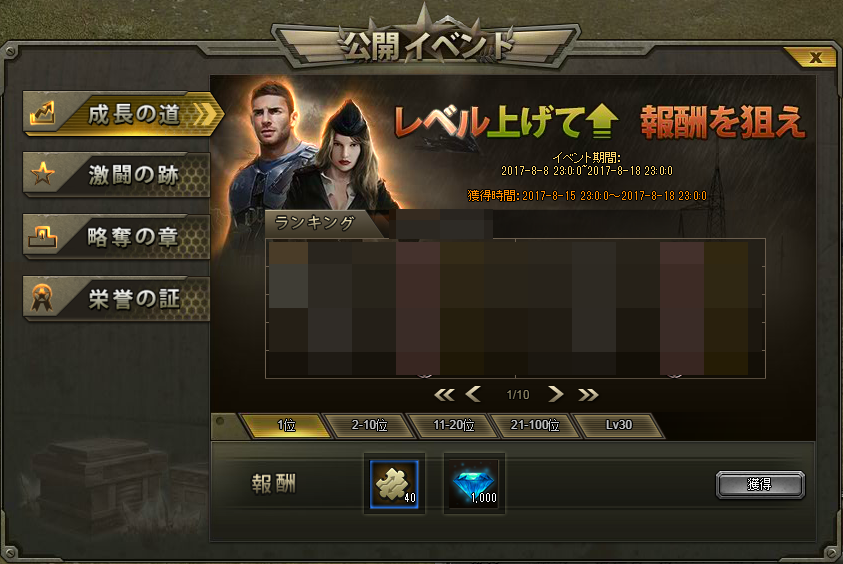 公開イベント
X
成長の道
激闘の跡
略奪の章
栄誉の証
レベル上げて 報酬を狙え
イベント期間:
2017-8-8 23:0:0~2017-8-18 23:0:0
獲得時間: 2017-8-15 23:0:0～2017-8-18 23:0:0
ランキング
1/10
1位 2-10位 11-20位 21-100位 Lv30
報酬
40
1,000
獲得